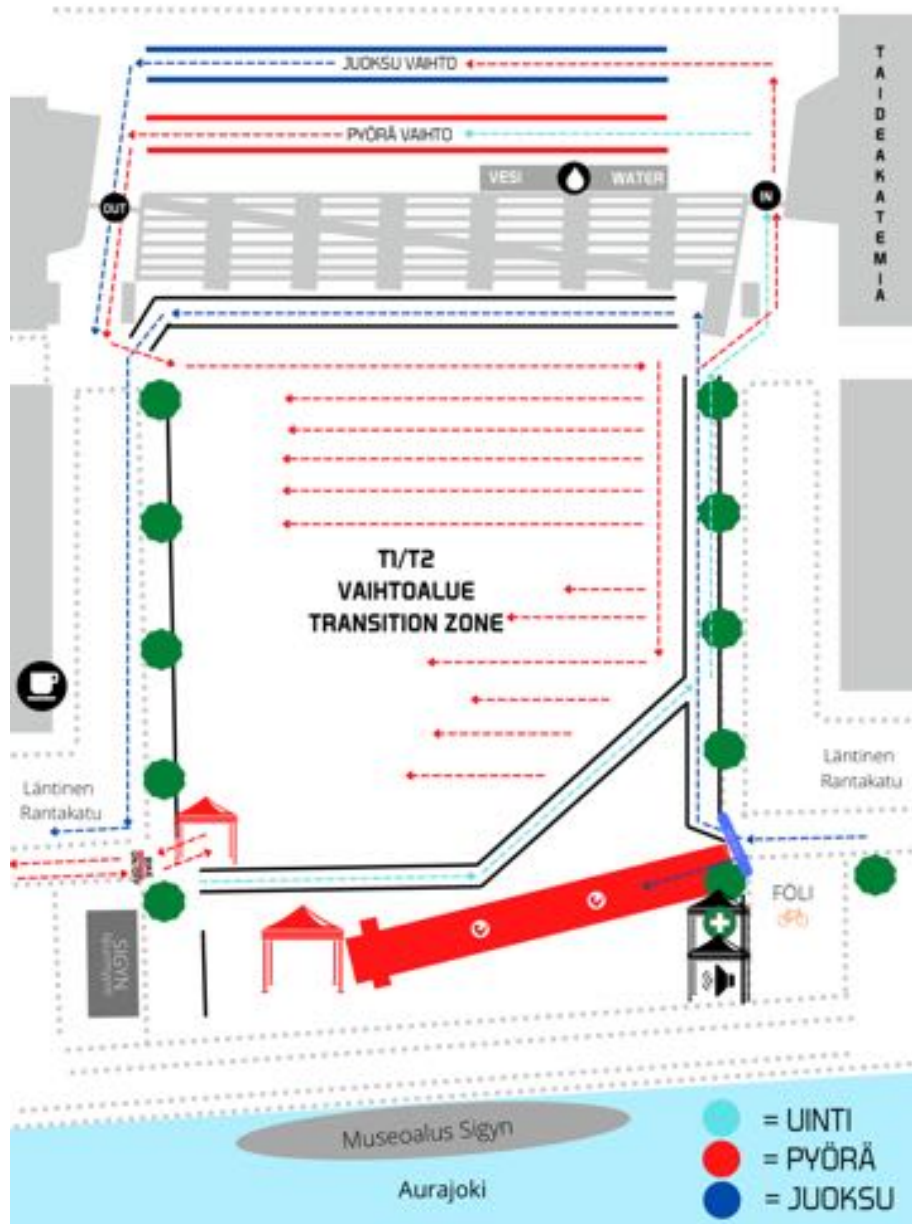 JUOKSU VAIHTO
PYÖRÄ VAIHTO
VESI WATER
OUT
IN
TAIDEAKATEMIA
T1/T2
VAIHTOALUE
TRANSITION ZONE
Läntinen
Rantakatu
Läntinen
Rantakatu
FÖLI
SIGYN
Museoalus Sigyn
Aurajoki
= UINTI
= PYÖRÄ
= JUOKSU